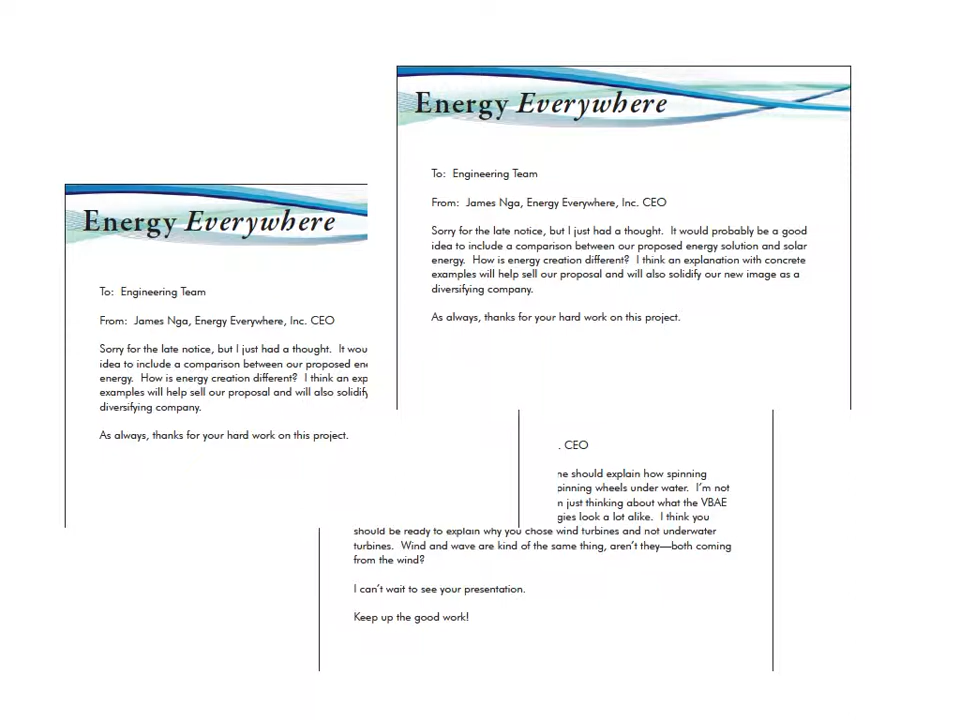 Energy Everywhere
To: Engineering Team
From: James Nga, Energy Everywhere, Inc. CEO
Sorry for the late notice, but I just had a thought. It would probably be a good
idea to include a comparison between our proposed energy solution and solar
energy. How is energy creation different? I think an explanation with concrete
examples will help sell our proposal and will also solidify our new image as a
diversifying company.
As always, thanks for your hard work on this project.
Energy Everywhere
To: Engineering Team
From: James Nga, Energy Everywhere, Inc. CEO
Sorry for the late notice, but I just had a thought. It wou
idea to include a comparison between our proposed ene
energy. How is energy creation different? I think an exp
examples will help sell our proposal and will also solidify
diversifying company.
As always, thanks for your hard work on this project.
. CEO
ne should explain how spinning
pinning wheels under water. I'm not
n just thinking about what the VBAE
gies look a lot alike. I think you
should be ready to explain why you chose wind turbines and not underwater
turbines. Wind and wave are kind of the same thing, aren't they—both coming
from the wind?
I can't wait to see your presentation.
Keep up the good work!